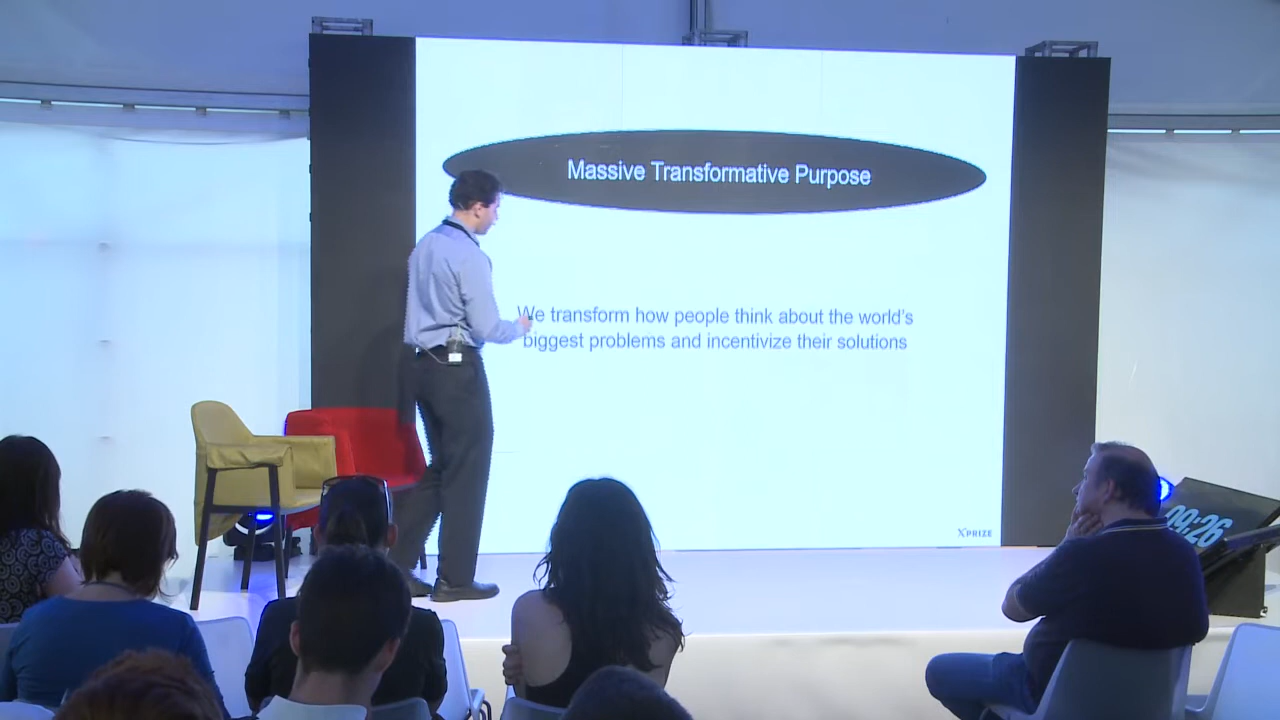 Massive Transformative Purpose
We transform how people think about the world's
biggest problems and incentivize their solutions
XPRIZE
09:26